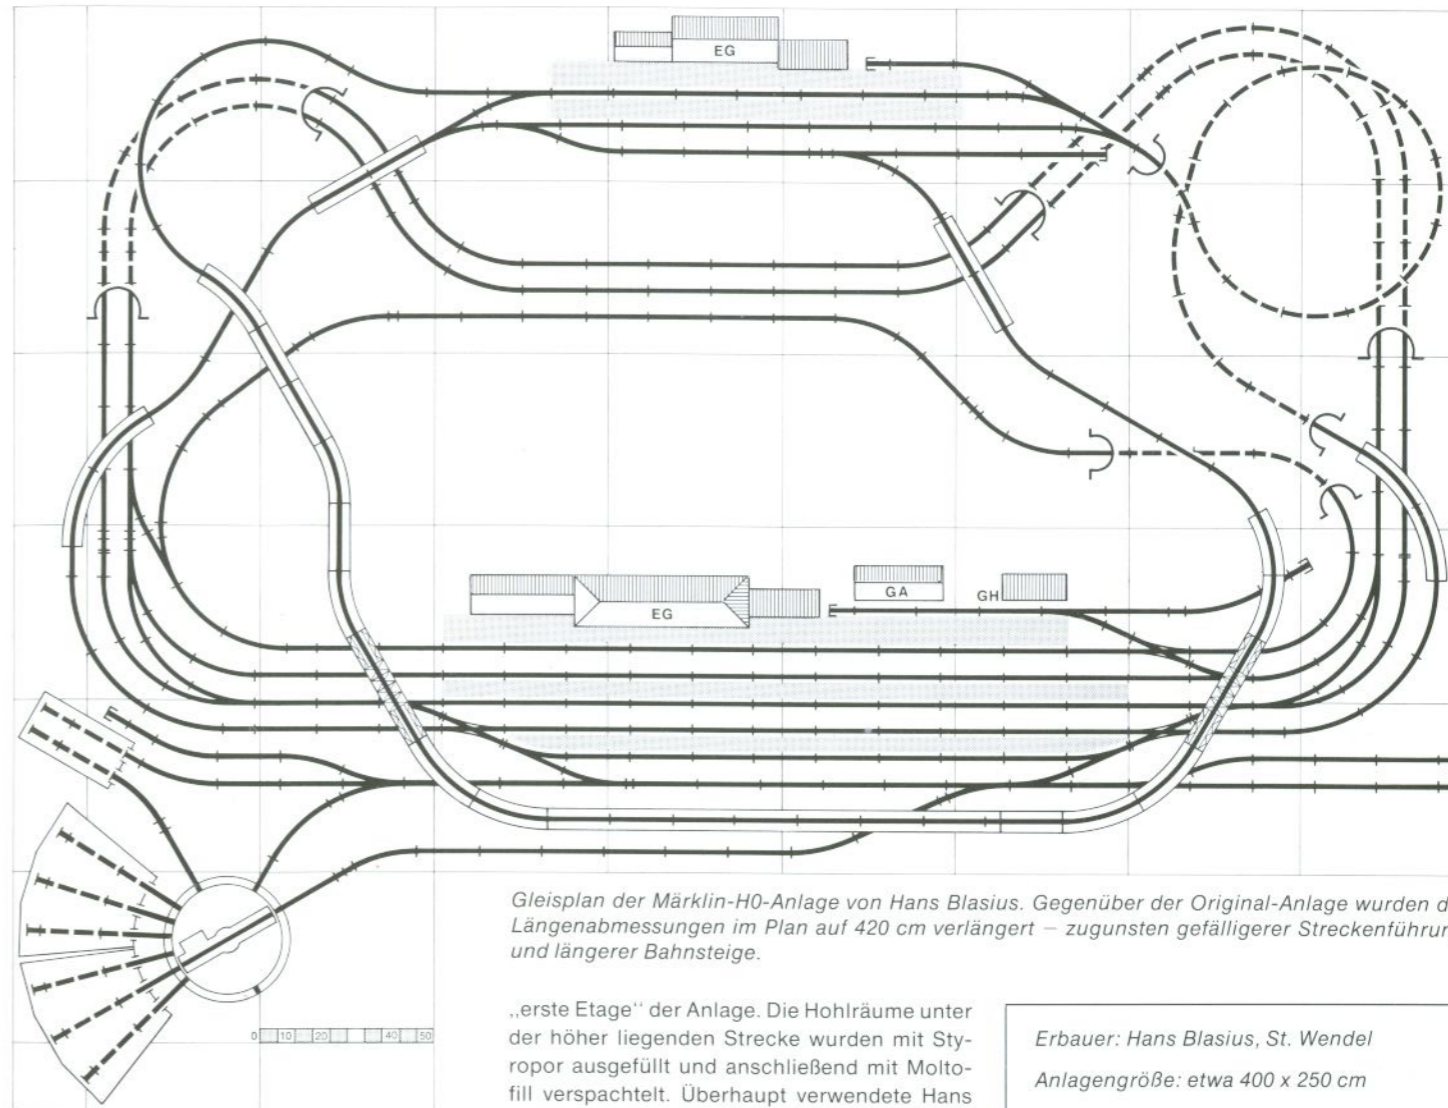 EG
EG
GA
GH
0 10 20 40 50
Gleisplan der Märklin-H0-Anlage von Hans Blasius. Gegenüber der Original-Anlage wurden
Längenabmessungen im Plan auf 420 cm verlängert – zugunsten gefälligerer
und längerer Bahnsteige.
„erste Etage“ der Anlage. Die Hohlräume unter
der höher liegenden Strecke wurden mit Sty-
ropor ausgefüllt und anschließend mit Molto-
fill verspachtelt. Überhaupt verwendete Hans
Erbauer: Hans Blasius, St. Wendel
Anlagengröße: etwa 400 x 250 cm